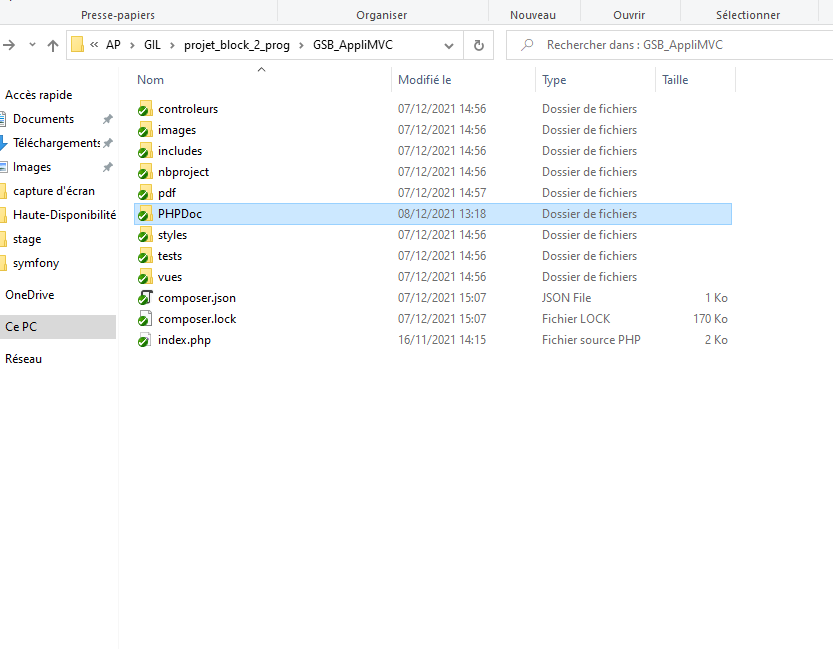 Presse-papiers Organiser Nouveau Ouvrir Sélectionner
« AP > GIL > projet_block_2_prog > GSB_AppliMVC Rechercher dans : GSB_AppliMVC
Accès rapide
Documents
Téléchargements
Images
capture d'écran
Haute-Disponibilité
stage
symfony
OneDrive
Ce PC
Réseau
Nom Modifié le Type Taille
controleurs 07/12/2021 14:56 Dossier de fichiers
images 07/12/2021 14:56 Dossier de fichiers
includes 07/12/2021 14:56 Dossier de fichiers
nbproject 07/12/2021 14:56 Dossier de fichiers
pdf 07/12/2021 14:57 Dossier de fichiers
PHPDoc 08/12/2021 13:18 Dossier de fichiers
styles 07/12/2021 14:56 Dossier de fichiers
tests 07/12/2021 14:56 Dossier de fichiers
vues 07/12/2021 14:56 Dossier de fichiers
composer.json 07/12/2021 15:07 JSON File 1 Ko
composer.lock 07/12/2021 15:07 Fichier LOCK 170 Ko
index.php 16/11/2021 14:15 Fichier source PHP 2 Ko